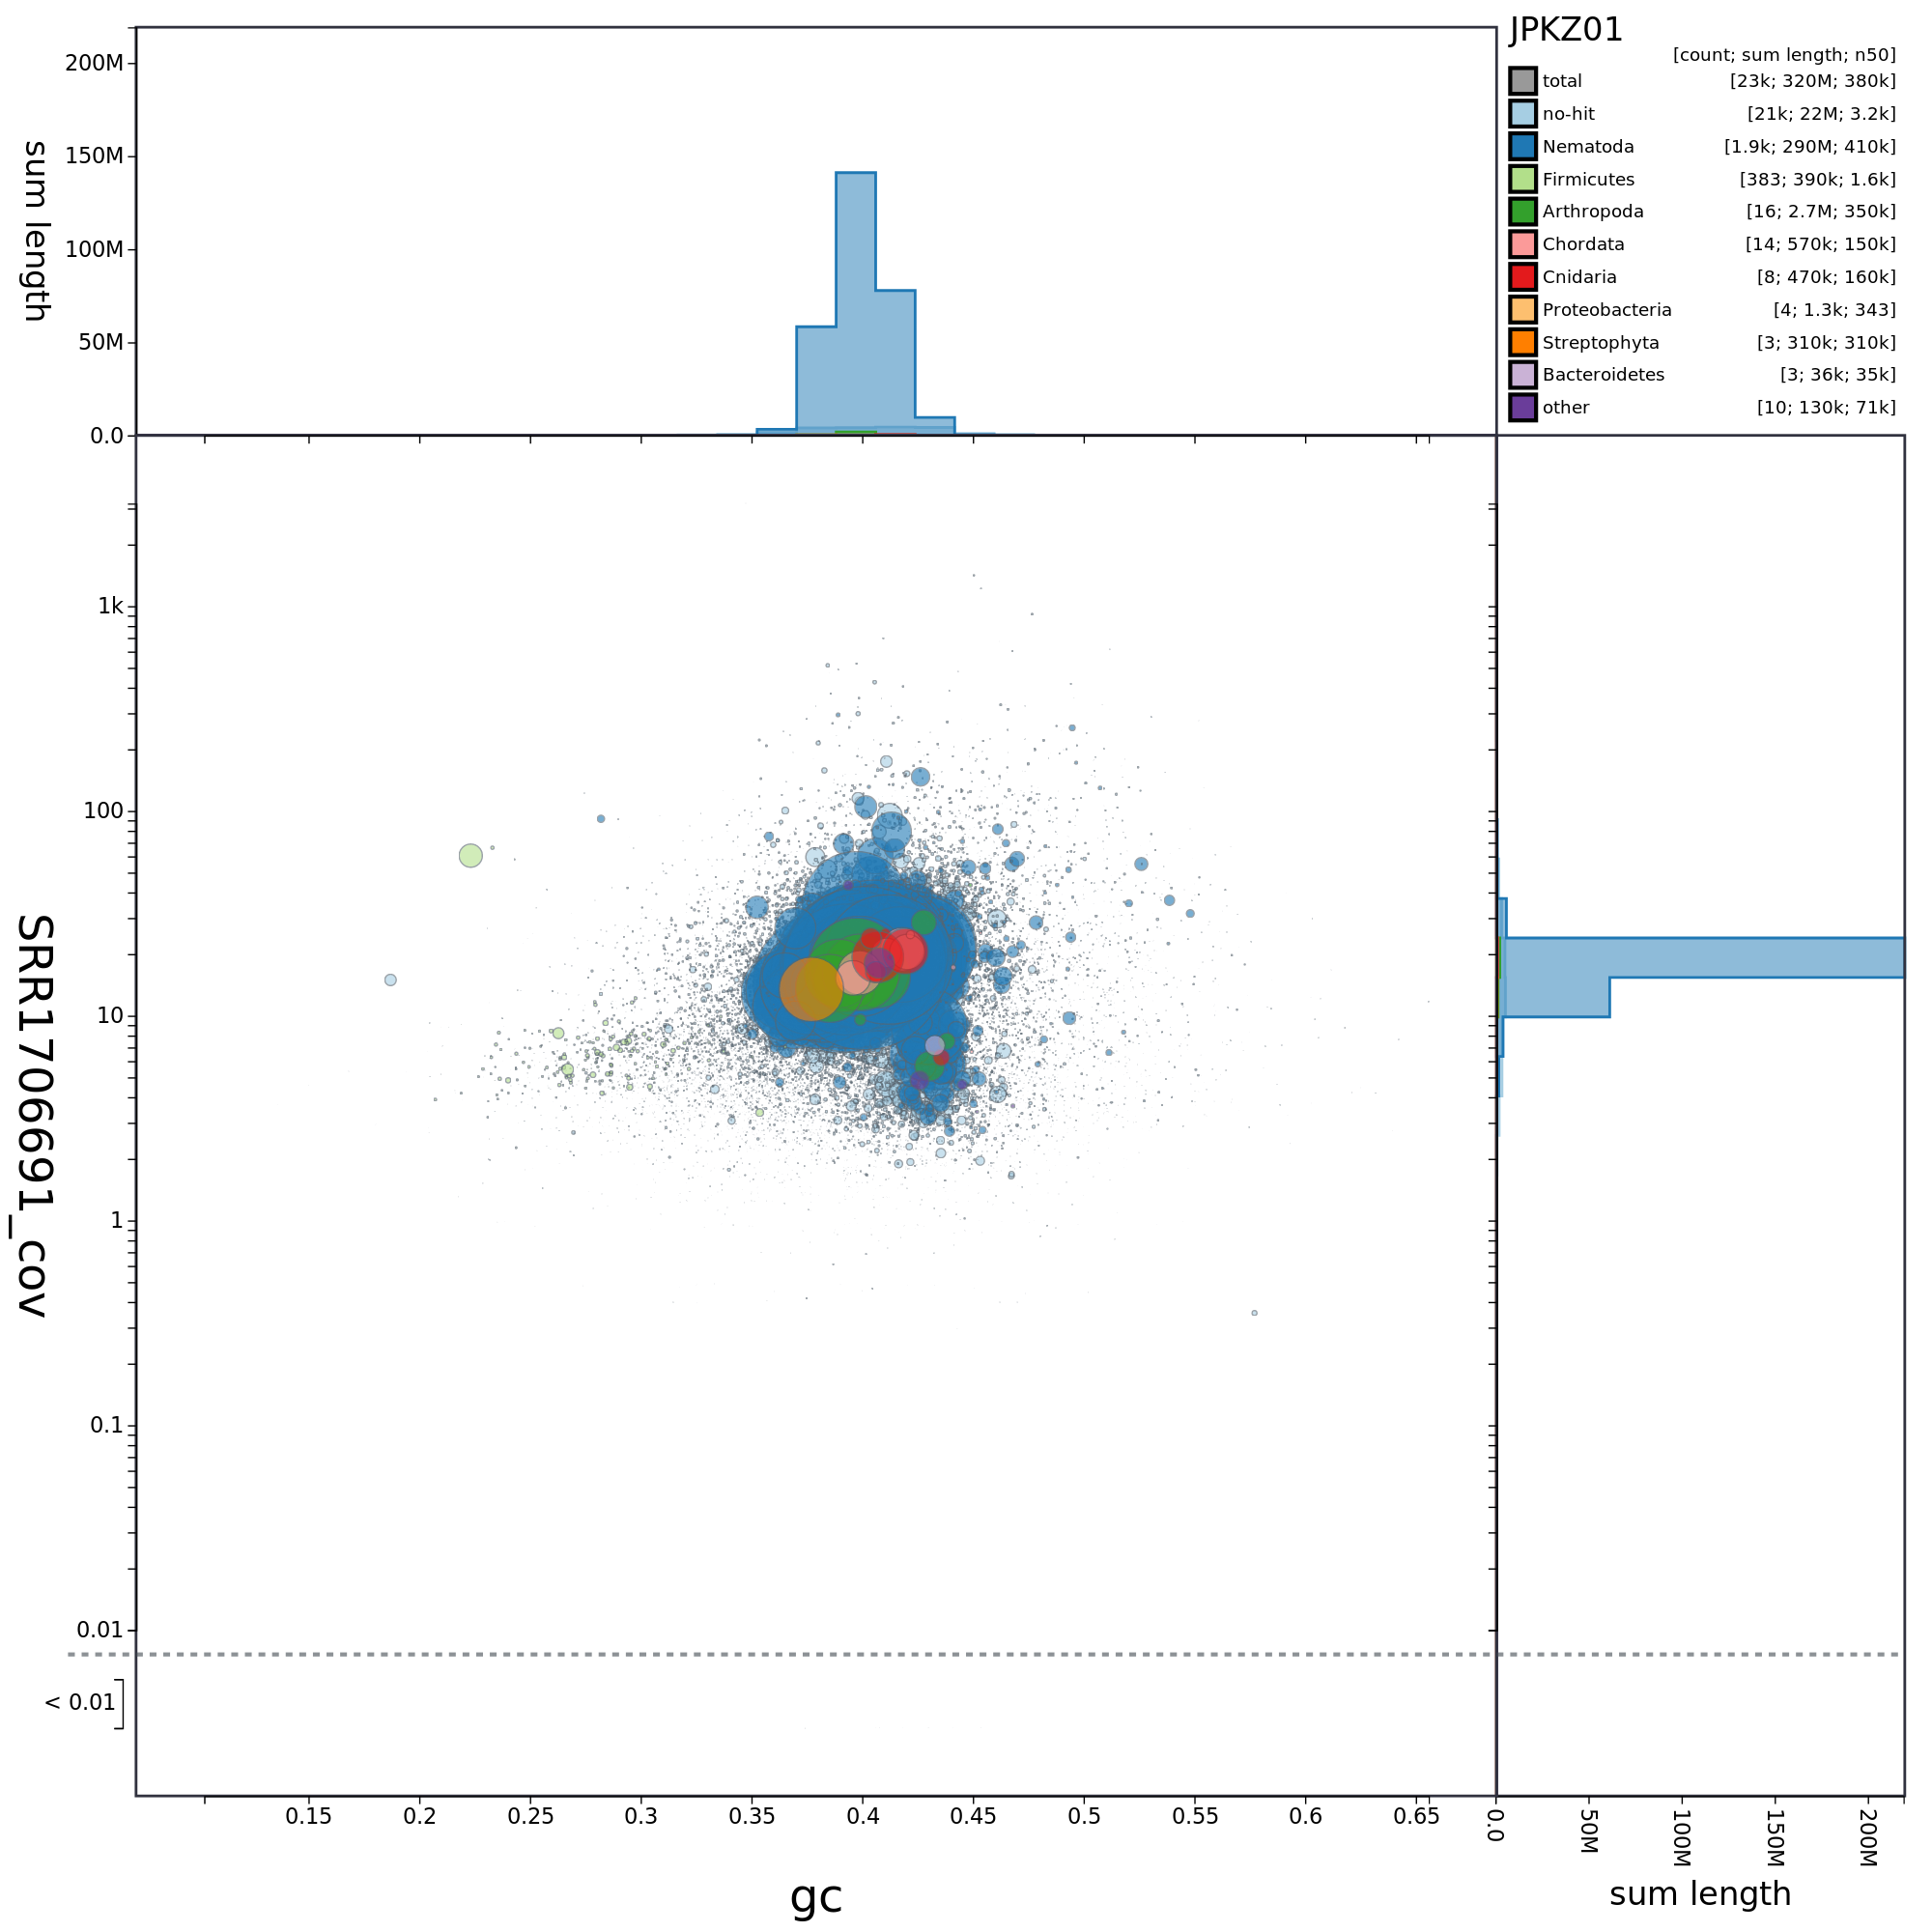 JPKZ01
[count; sum length; n50]
total [23k; 320M; 380k]
no-hit [21k; 22M; 3.2k]
Nematoda [1.9k; 290M; 410k]
Firmicutes [383; 390k; 1.6k]
Arthropoda [16; 2.7M; 350k]
Chordata [14; 570k; 150k]
Cnidaria [8; 470k; 160k]
Proteobacteria [4; 1.3k; 343]
Streptophyta [3; 310k; 310k]
Bacteroidetes [3; 36k; 35k]
other [10; 130k; 71k]
sum length
200M
150M
100M
50M
0.0
SRR1706691_cov
1k
100
10
1
0.1
0.01
< 0.01
0.15 0.2 0.25 0.3 0.35 0.4 0.45 0.5 0.55 0.6 0.65
gc
0.0 50M 100M 150M 200M
sum length